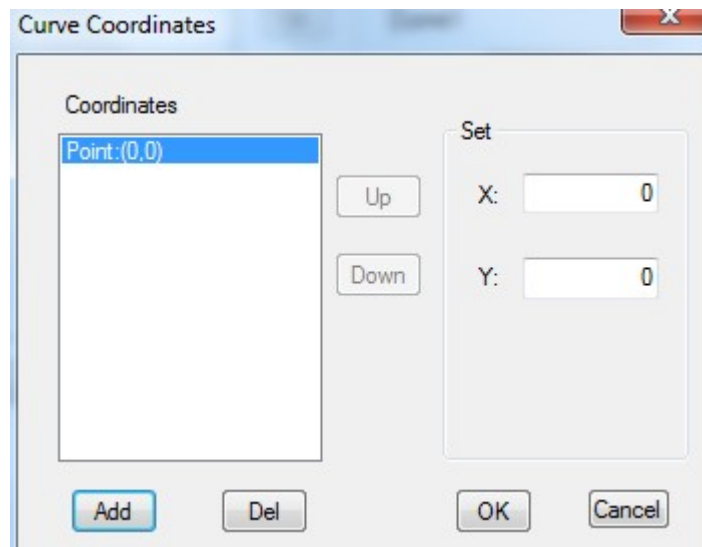 Curve Coordinates
Coordinates
Point:(0,0)
Up
Down
Set
X: 0
Y: 0
Add
Del
OK
Cancel